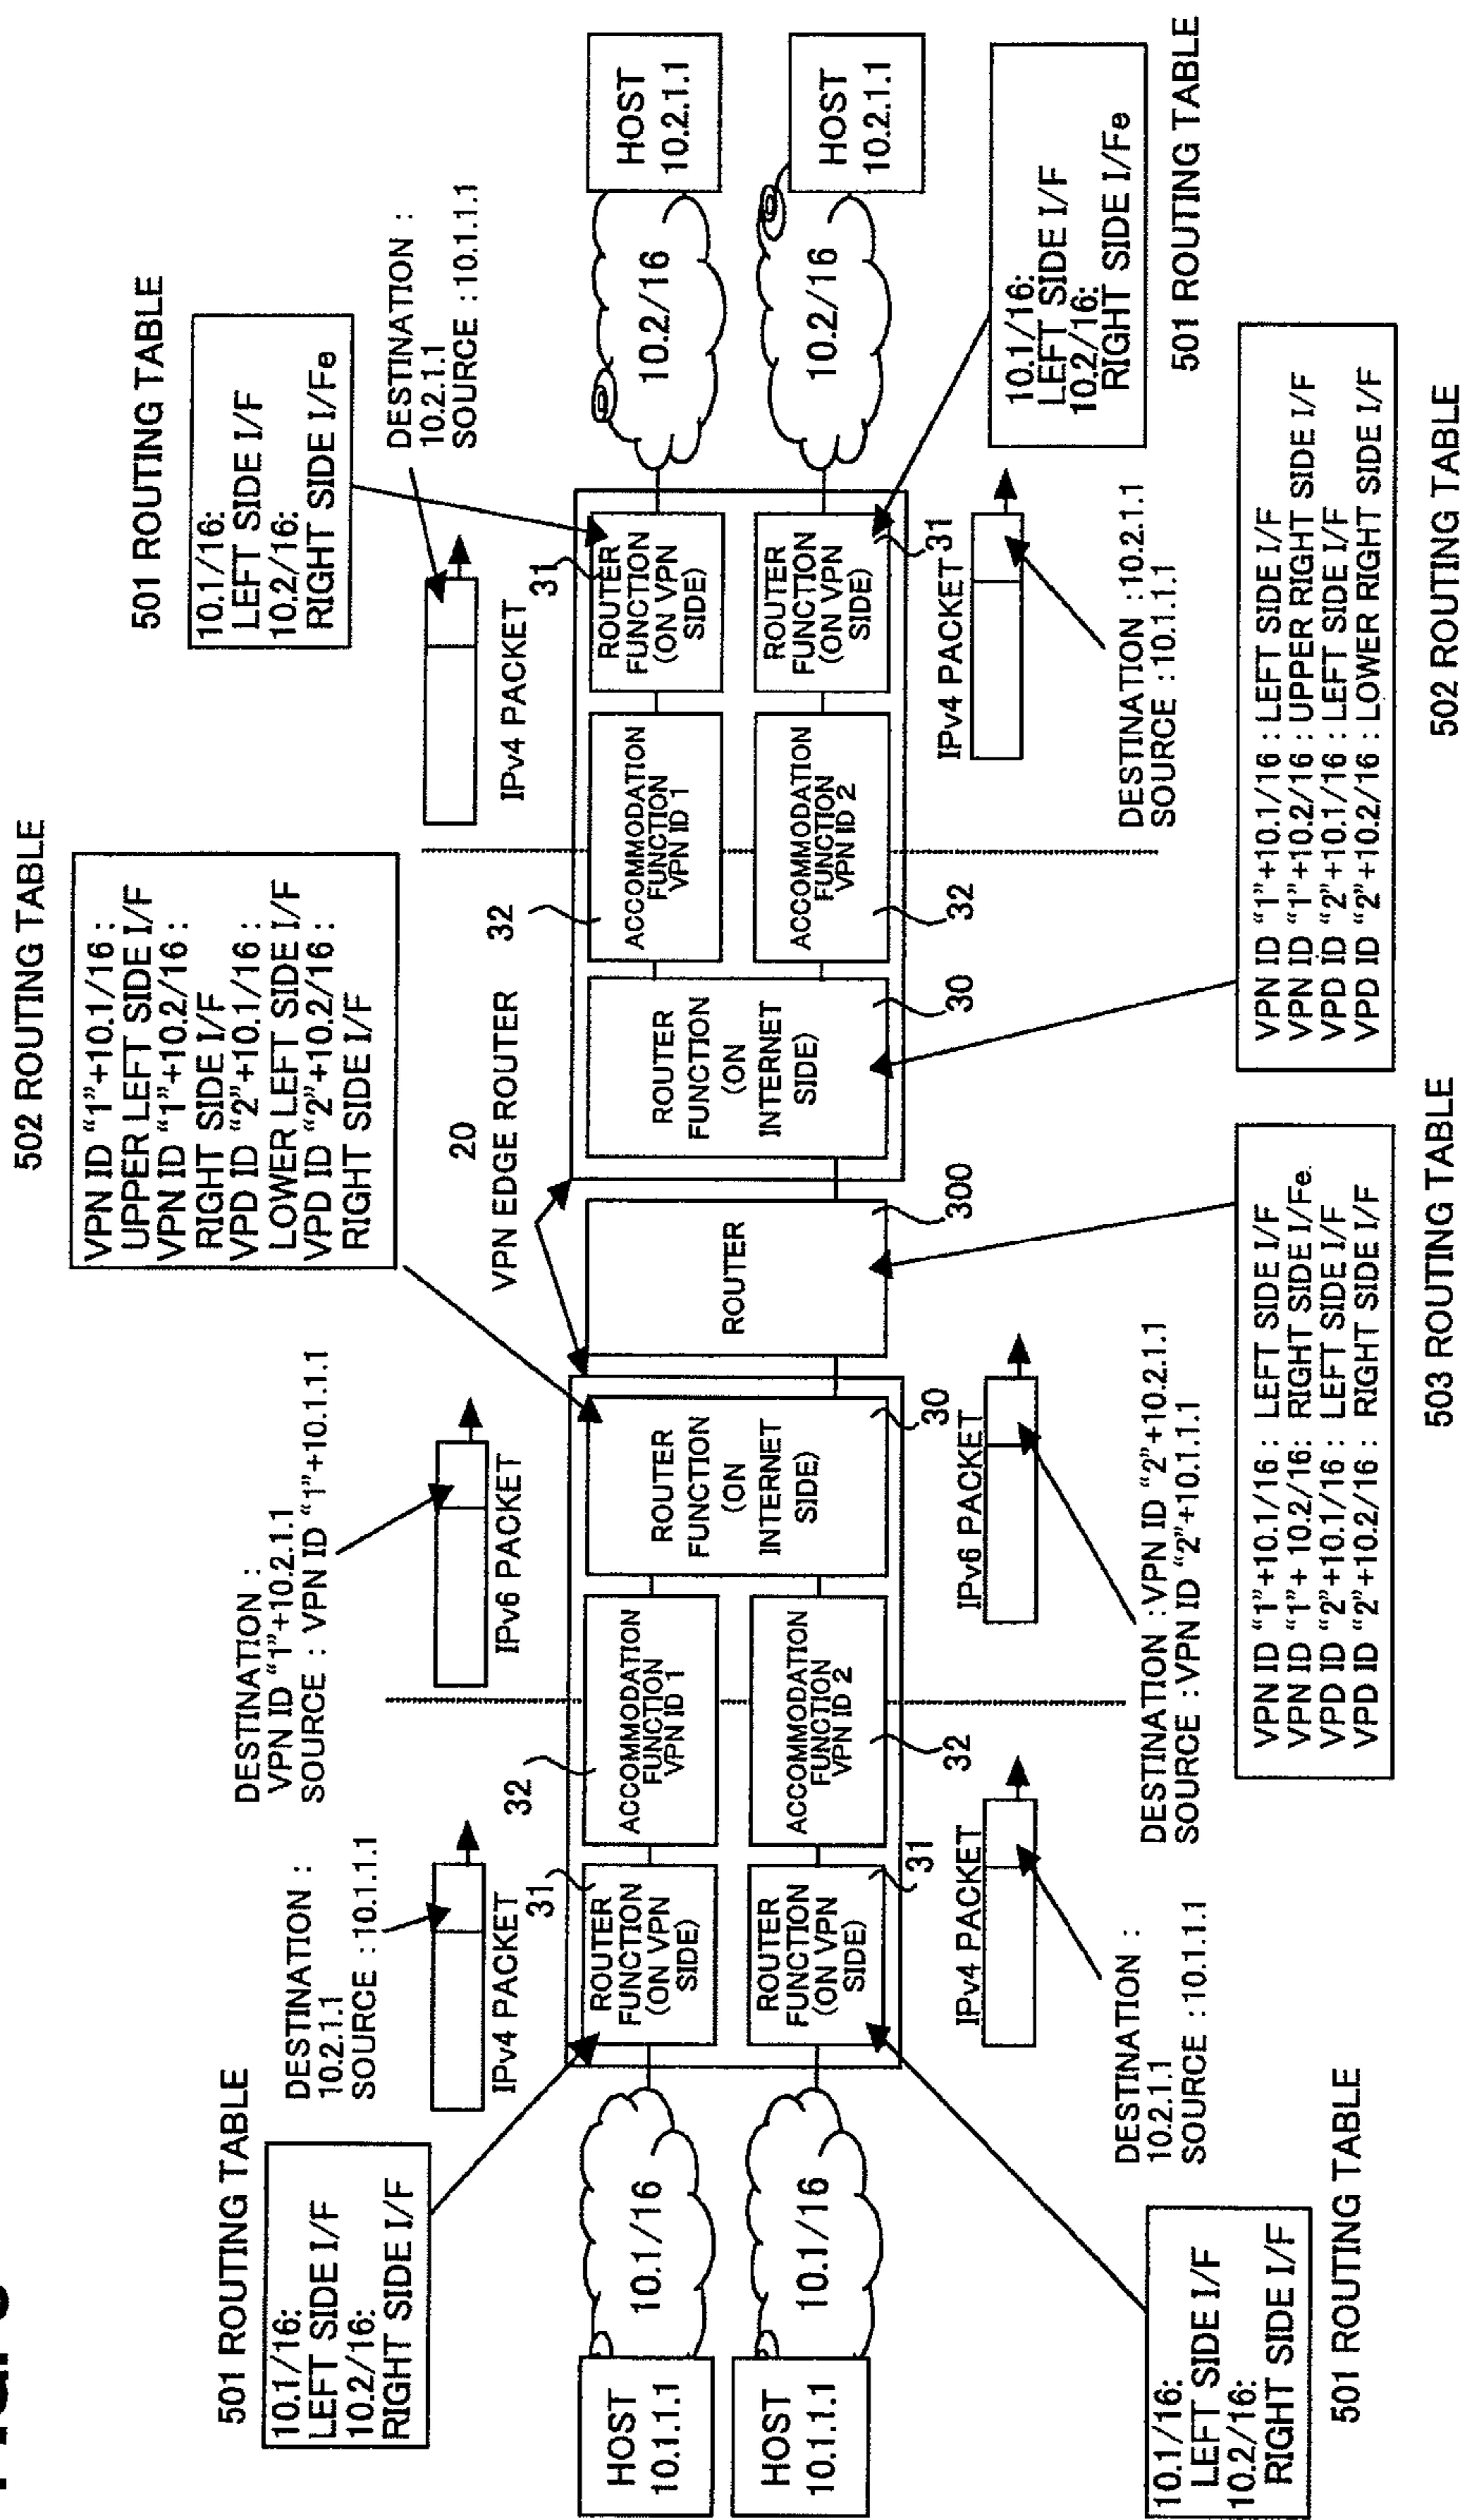 501 ROUTING TABLE
10.1/16:
LEFT SIDE I/F
10.2/16:
RIGHT SIDE I/F
DESTINATION :
10.2.1.1
SOURCE : 10.1.1.1
IPv4 PACKET
DESTINATION :
VPN ID “1”+10.2.1.1
SOURCE : VPN ID “1”+10.1.1.1
IPv6 PACKET
502 ROUTING TABLE
VPN ID “1”+10.1/16 :
UPPER LEFT SIDE I/F
VPN ID “1”+10.2/16 :
RIGHT SIDE I/F
VPD ID “2”+10.1/16 :
LOWER LEFT SIDE I/F
VPD ID “2”+10.2/16 :
RIGHT SIDE I/F
20
VPN EDGE ROUTER
501 ROUTING TABLE
10.1/16:
LEFT SIDE I/F
10.2/16:
RIGHT SIDE I/Fe
DESTINATION :
10.2.1.1
SOURCE : 10.1.1.1
IPv4 PACKET
HOST
10.1.1.1
10.1/16
31
ROUTER
FUNCTION
(ON VPN
SIDE)
32
ACCOMMODATION
FUNCTION
VPN ID 1
ROUTER
FUNCTION
(ON
INTERNET
SIDE)
30
ROUTER
300
ROUTER
FUNCTION
(ON
INTERNET
SIDE)
30
32
ACCOMMODATION
FUNCTION
VPN ID 1
31
ROUTER
FUNCTION
(ON VPN
SIDE)
10.2/16
HOST
10.2.1.1
HOST
10.1.1.1
10.1/16
ROUTER
FUNCTION
(ON VPN
SIDE)
31
ACCOMMODATION
FUNCTION
VPN ID 2
32
ACCOMMODATION
FUNCTION
VPN ID 2
32
ROUTER
FUNCTION
(ON VPN
SIDE)
31
10.2/16
HOST
10.2.1.1
10.1/16:
LEFT SIDE I/F
10.2/16:
RIGHT SIDE I/F
501 ROUTING TABLE
IPv4 PACKET
DESTINATION :
10.2.1.1
SOURCE : 10.1.1.1
IPv6 PACKET
DESTINATION : VPN ID “2”+10.2.1.1
SOURCE : VPN ID “2”+10.1.1.1
VPN ID “1”+10.1/16 : LEFT SIDE I/F
VPN ID “1”+ 10.2/16: RIGHT SIDE I/Fe.
VPD ID “2”+10.1/16 : LEFT SIDE I/F
VPD ID “2”+10.2/16 : RIGHT SIDE I/F
503 ROUTING TABLE
IPv4 PACKET
DESTINATION : 10.2.1.1
SOURCE : 10.1.1.1
VPN ID “1”+10.1/16 : LEFT SIDE I/F
VPN ID “1”+10.2/16 : UPPER RIGHT SIDE I/F
VPD ID “2”+10.1/16 : LEFT SIDE I/F
VPD ID “2”+10.2/16 : LOWER RIGHT SIDE I/F
502 ROUTING TABLE
10.1/16:
LEFT SIDE I/F
10.2/16:
RIGHT SIDE I/Fe
501 ROUTING TABLE